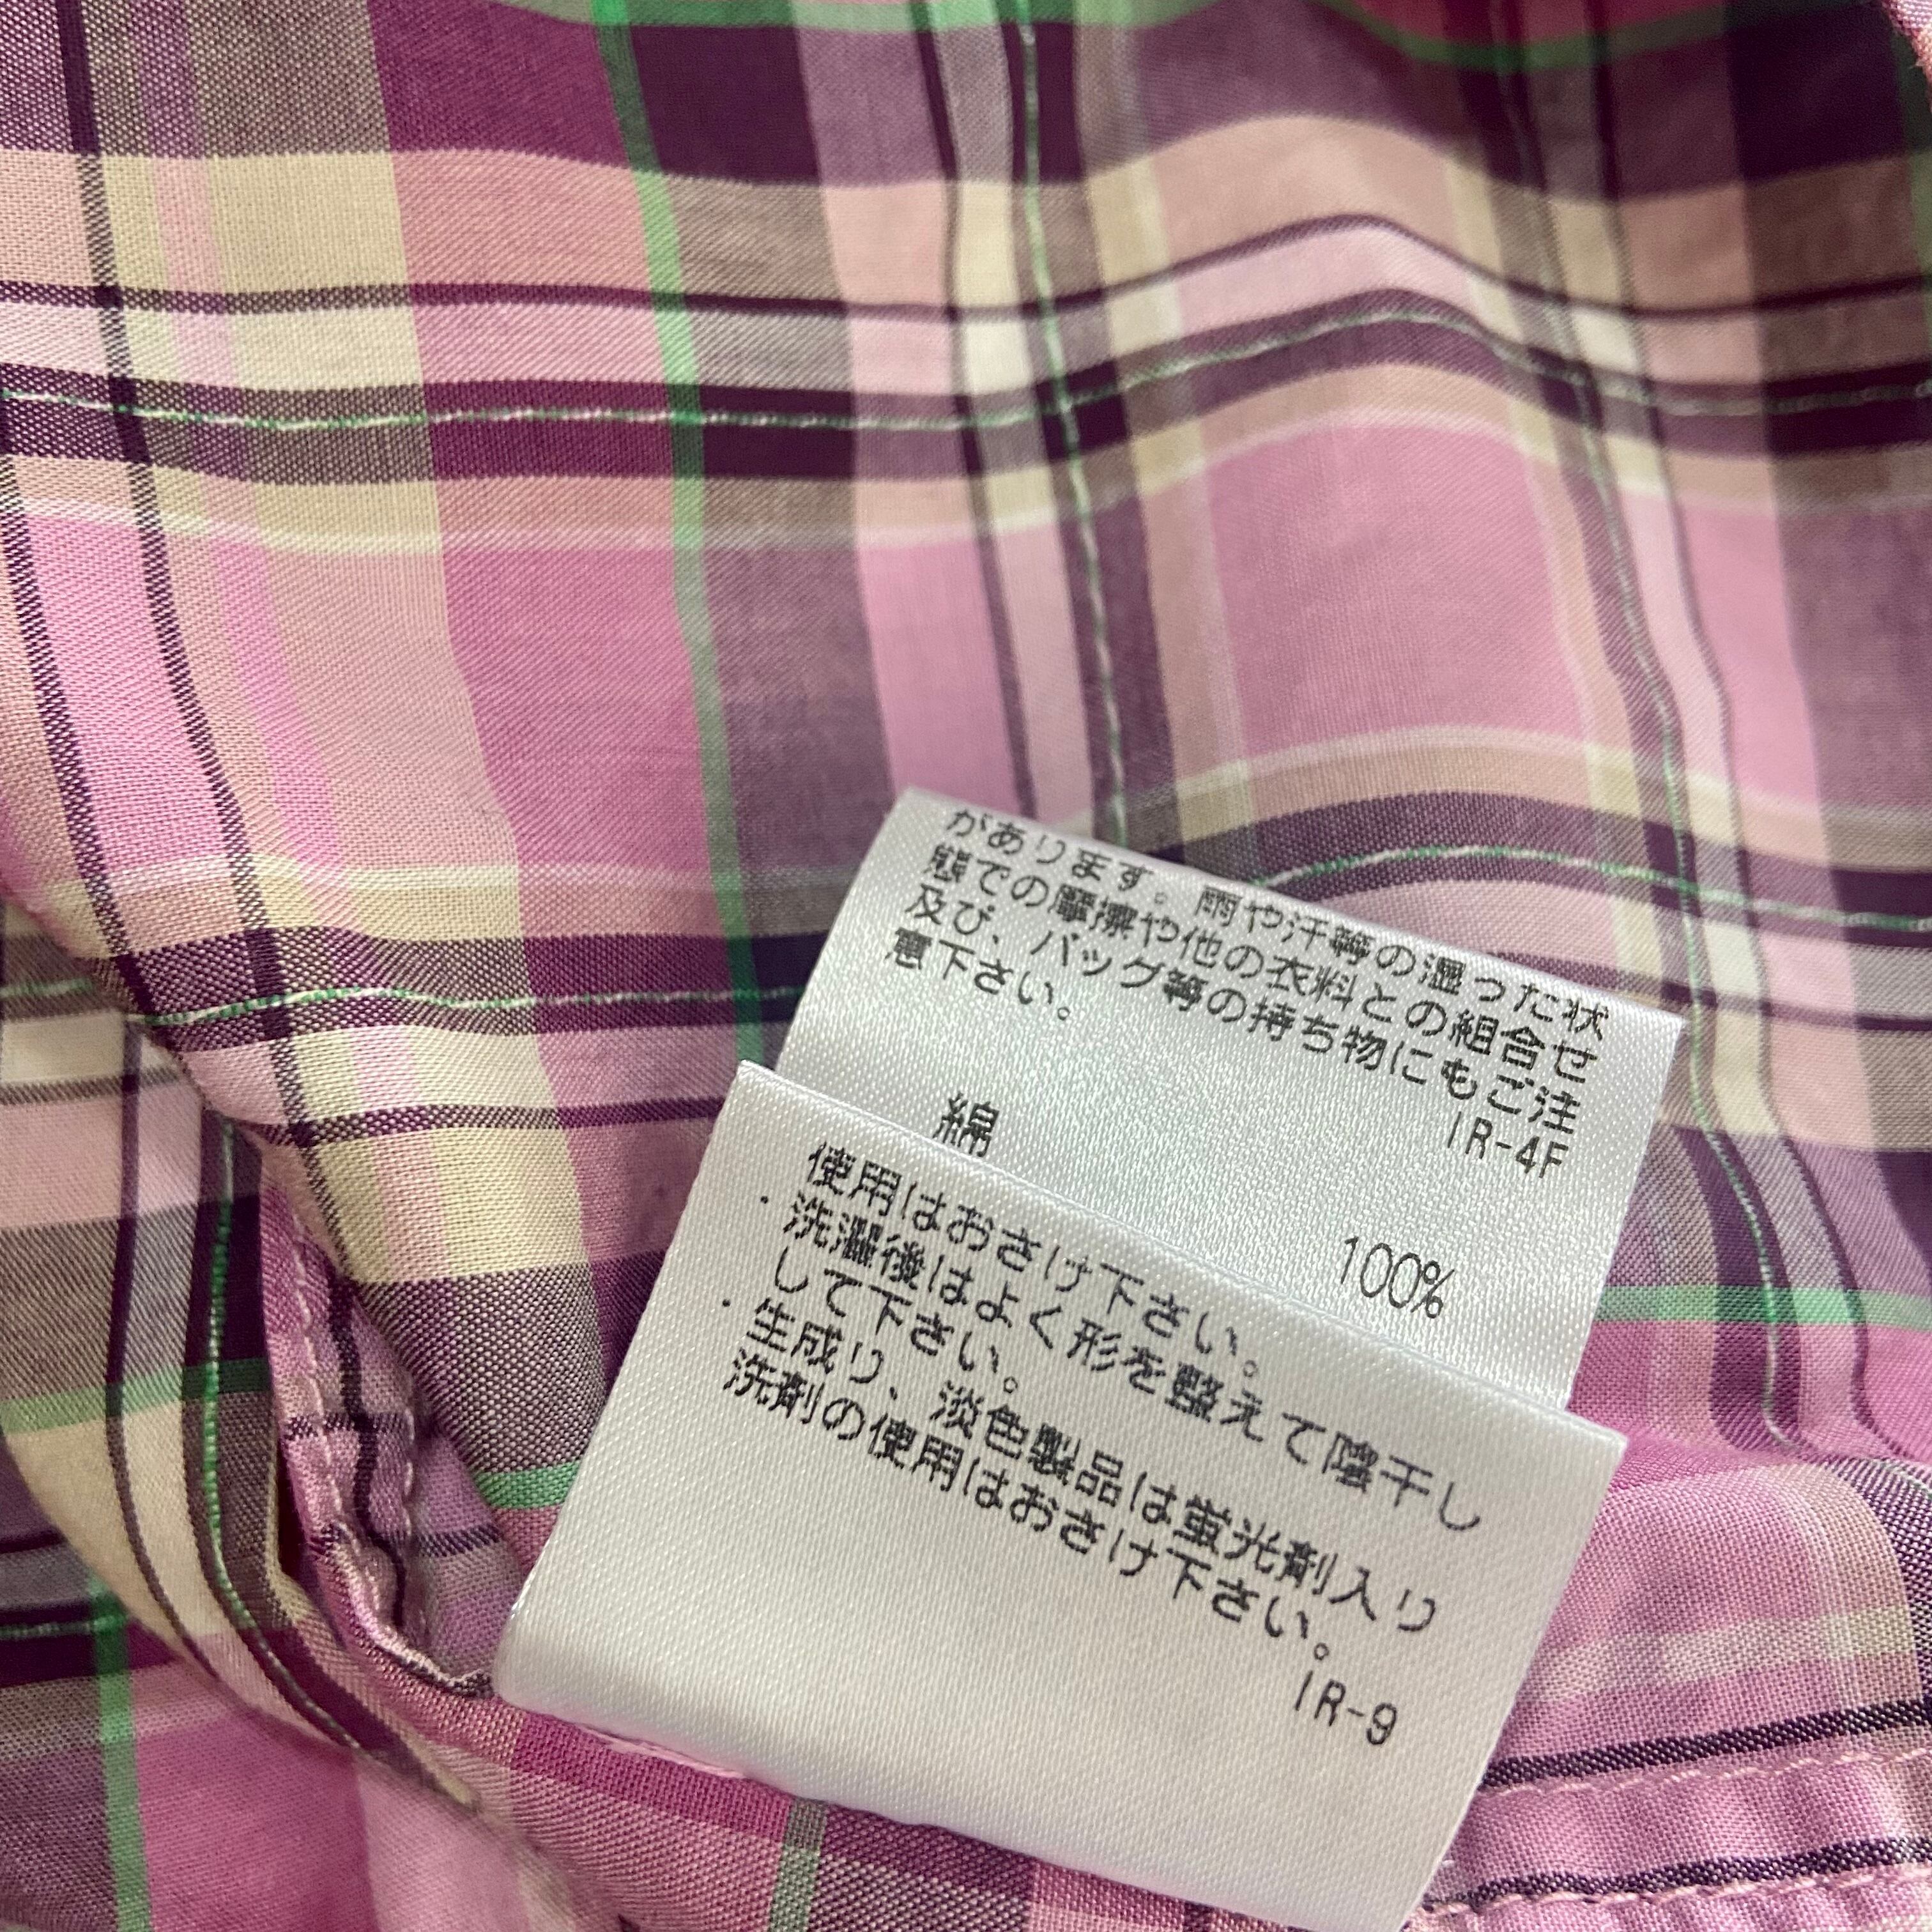 があります。雨や汗等の湿った状
態での摩擦や他の衣料との組合せ
及び、バッグ等の持ち物にもご注
意下さい。
IR-4F
綿 100%
使用はおさけ下さい。
・洗濯後はよく形を整えて陰干し
して下さい。
・生成り、淡色製品は蛍光剤入り
洗剤の使用はおさけ下さい。
IR-9